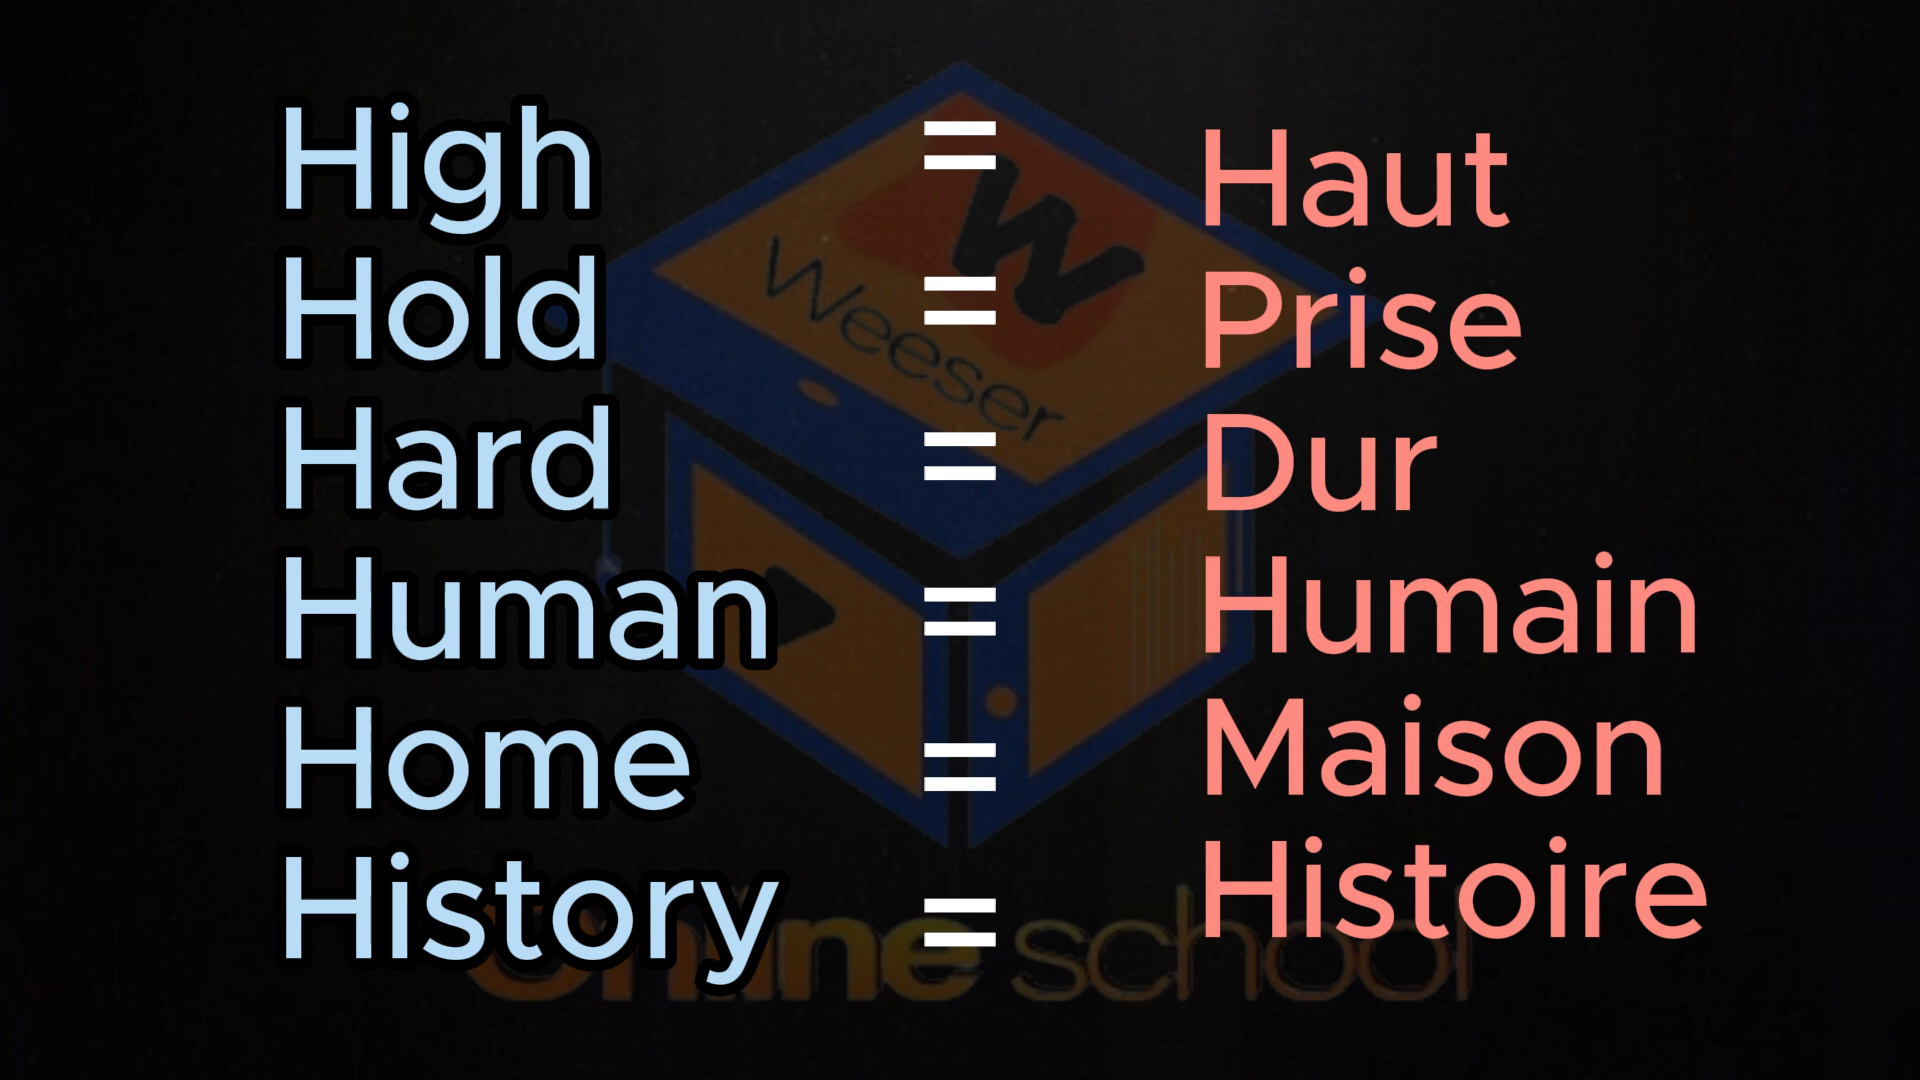 High = Haut
Hold = Prise
Hard = Dur
Human = Humain
Home = Maison
History = Histoire
W
Weeser
Online school